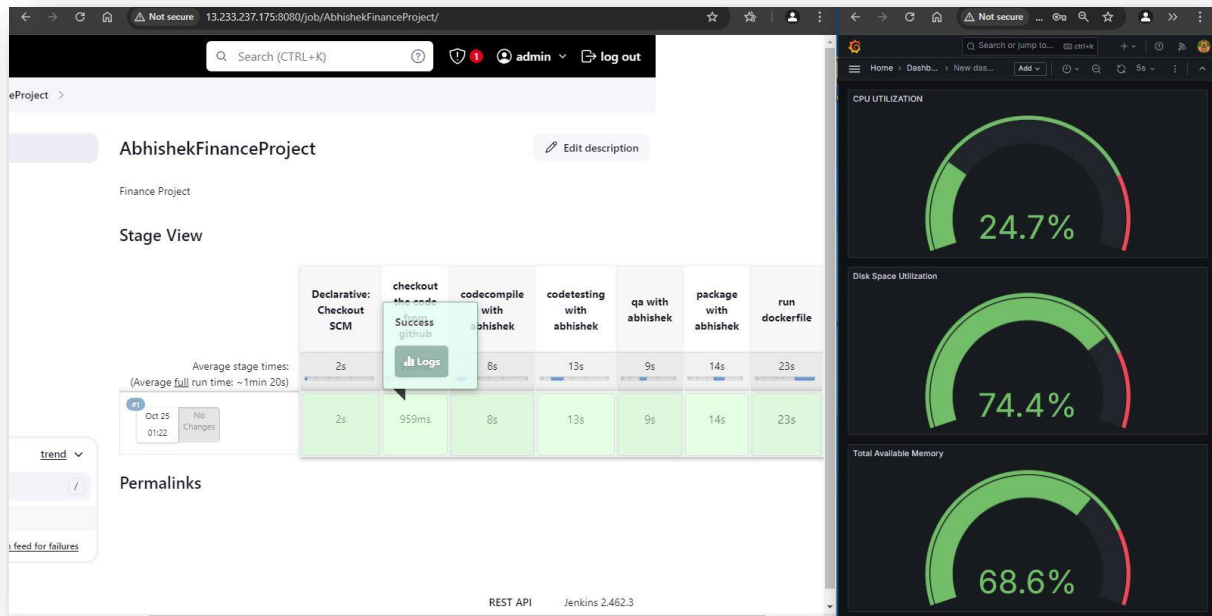 Not secure 13.233.237.175:8080/job/AbhishekFinanceProject/
Search (CTRL+K)
?
1
admin
log out
eProject >
AbhishekFinanceProject
Edit description
Finance Project
Stage View
Declarative:
Checkout
SCM
checkout
the code
from
github
codecompile
with
abhishek
codetesting
with
abhishek
qa with
abhishek
package
with
abhishek
run
dockerfile
Success
Logs
Average stage times:
(Average full run time: ~1min 20s)
2s
8s
13s
9s
14s
23s
#1
Oct 25
01:22
No
Changes
2s
959ms
8s
13s
9s
14s
23s
trend
/
feed for failures
Permalinks
REST API
Jenkins 2.462.3
Not secure ...
Search or jump to...
ctrl+k
Home > Dashb... > New das...
Add
5s
CPU UTILIZATION
24.7%
Disk Space Utilization
74.4%
Total Available Memory
68.6%